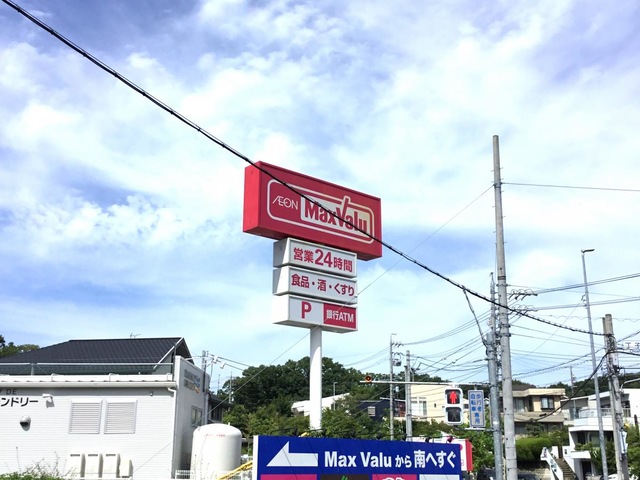 ÆON
MaxValu
営業24時間
食品・酒・くすり
P 銀行ATM
ンドリー
Max Valu から 南へすぐ